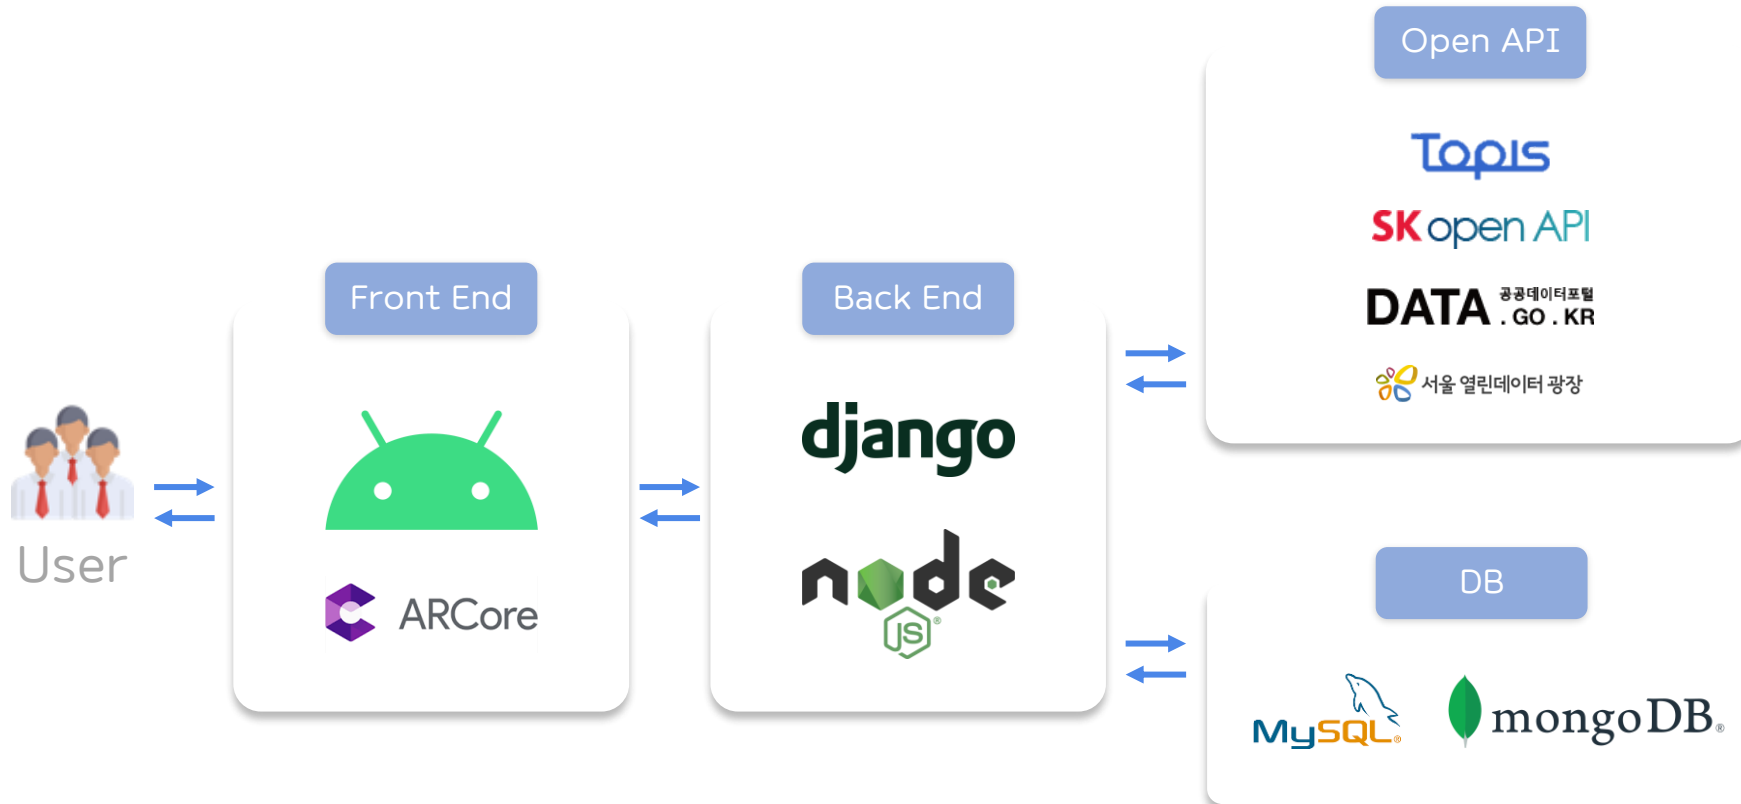 User
Front End
ARCore
Back End
django
node
JS®
Open API
Topis
SK open API
DATA 공공데이터포털
.GO.KR
서울 열린데이터 광장
DB
MySQL®
mongoDB®